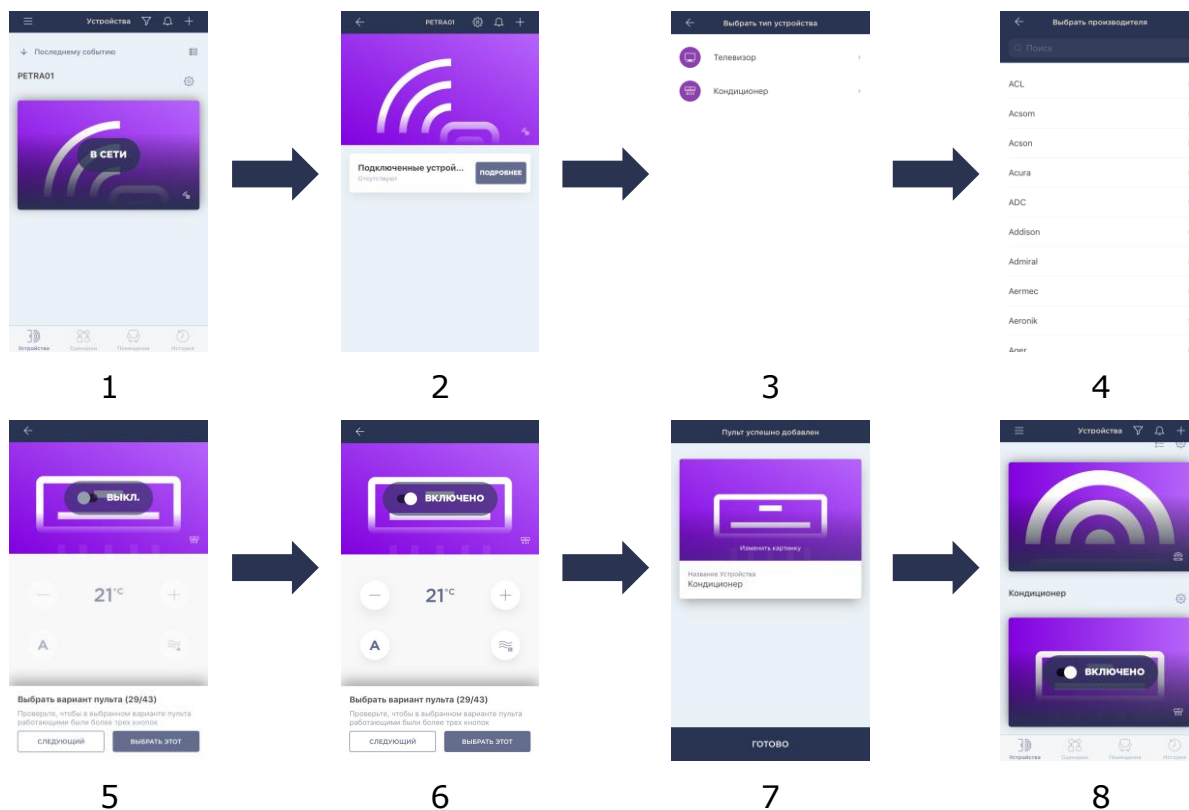 Устройства
Последнему событию
PETRA01
В СЕТИ
Устройства Сценарии Помещения История
1
PETRA01
Подключенные устрой...
Отсутствуют
ПОДРОБНЕЕ
2
Выбрать тип устройства
Телевизор
Кондиционер
3
Выбрать производителя
Поиск
ACL
Acsom
Acson
Acura
ADC
Addison
Admiral
Aermec
Aeronik
Ager
4
ВЫКЛ.
21°C
A
Выбрать вариант пульта (29/43)
Проверьте, чтобы в выбранном варианте пульта
работающими были более трех кнопок
СЛЕДУЮЩИЙ ВЫБРАТЬ ЭТОТ
5
ВКЛЮЧЕНО
21°C
A
Выбрать вариант пульта (29/43)
Проверьте, чтобы в выбранном варианте пульта
работающими были более трех кнопок
СЛЕДУЮЩИЙ ВЫБРАТЬ ЭТОТ
6
Пульт успешно добавлен
Изменить картинку
Название Устройства
Кондиционер
ГОТОВО
7
Устройства
Кондиционер
ВКЛЮЧЕНО
Устройства Сценарии Помещения История
8